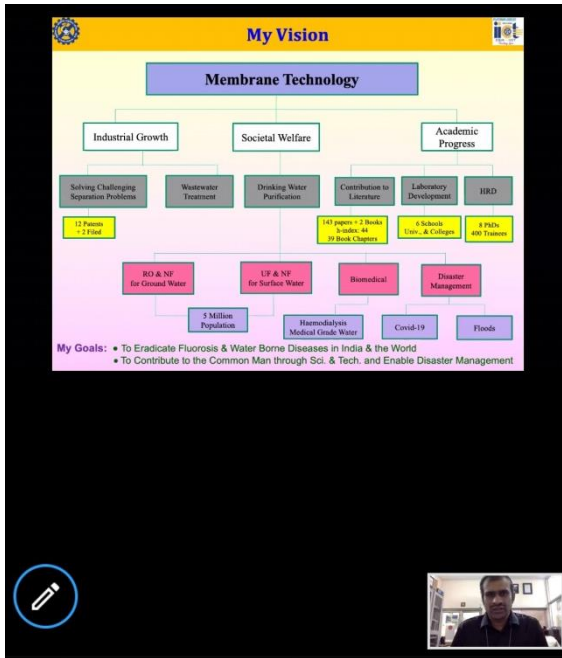 My Vision
Membrane Technology
Industrial Growth
Societal Welfare
Academic
Progress
Solving Challenging
Separation Problems
Wastewater
Treatment
Drinking Water
Purification
Contribution to
Literature
Laboratory
Development
HRD
12 Patents
+ 2 Filed
143 papers + 2 Books
h-index: 44
39 Book Chapters
6 Schools
Univ., & Colleges
8 PhDs
400 Trainees
RO & NF
for Ground Water
UF & NF
for Surface Water
Biomedical
Disaster
Management
5 Million
Population
Haemodialysis
Medical Grade Water
Covid-19
Floods
My Goals: • To Eradicate Fluorosis & Water Borne Diseases in India & the World
• To Contribute to the Common Man through Sci. & Tech. and Enable Disaster Management